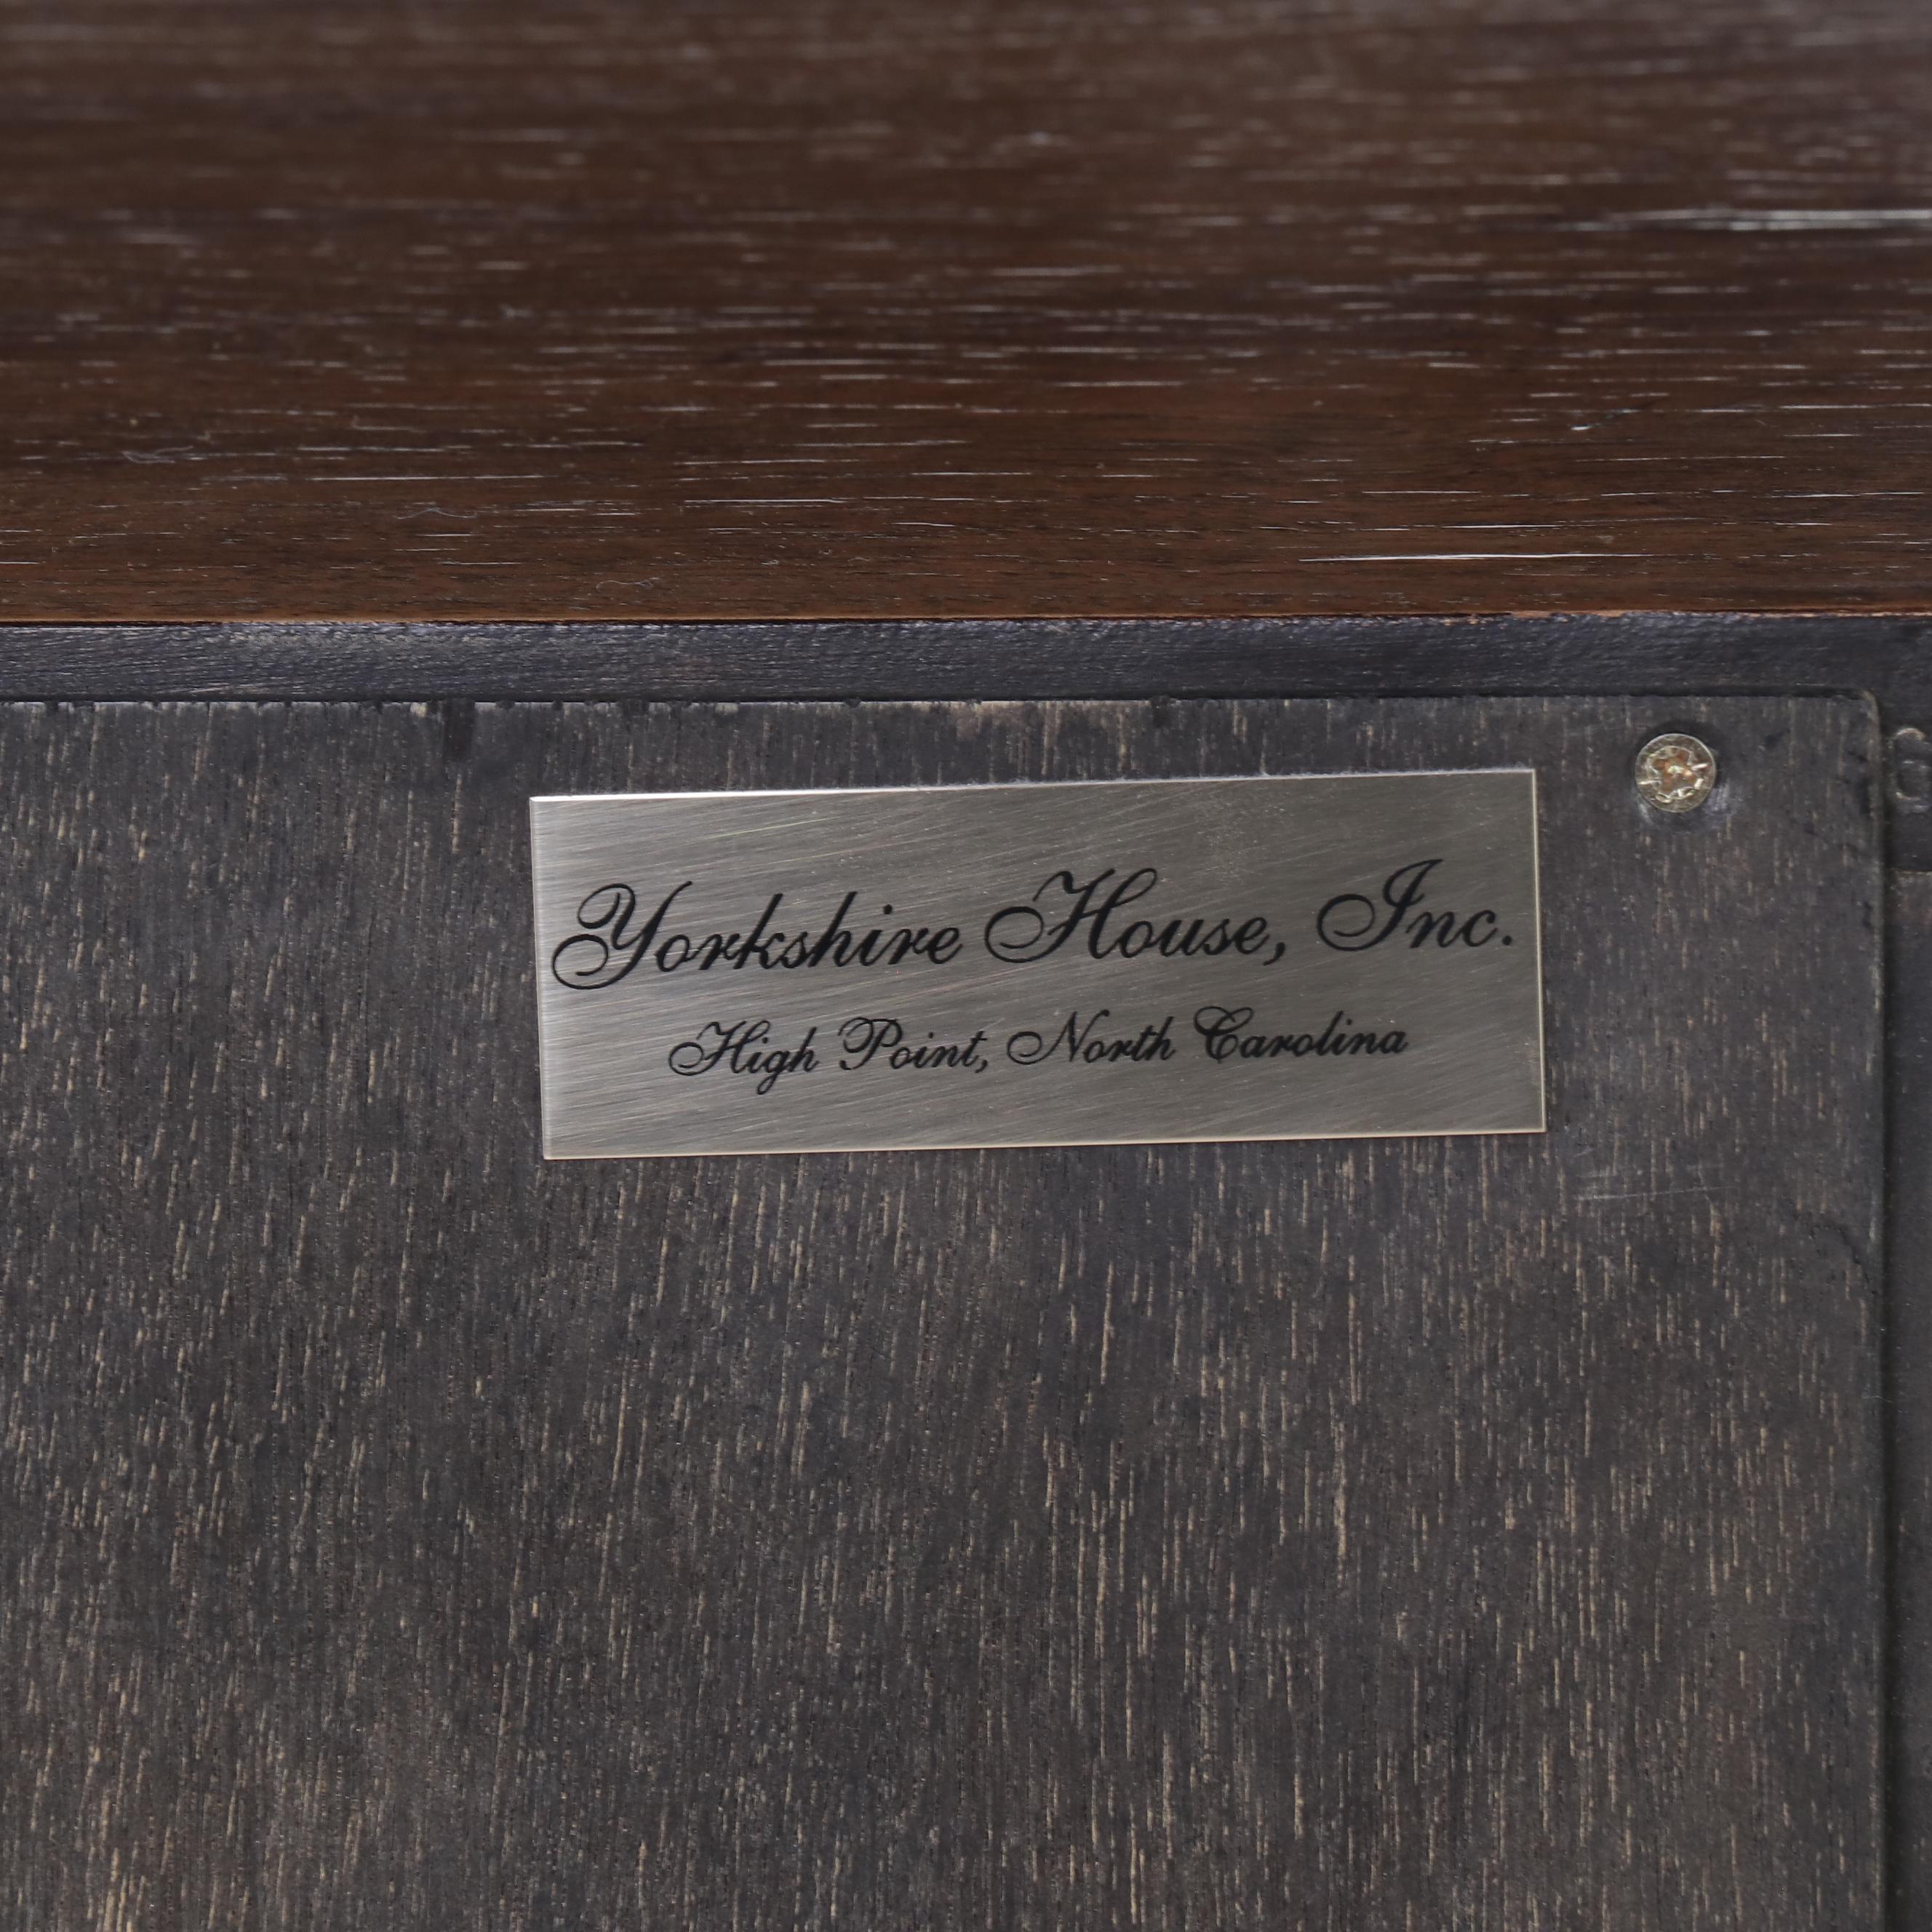 Yorkshire House, Inc.
High Point, North Carolina